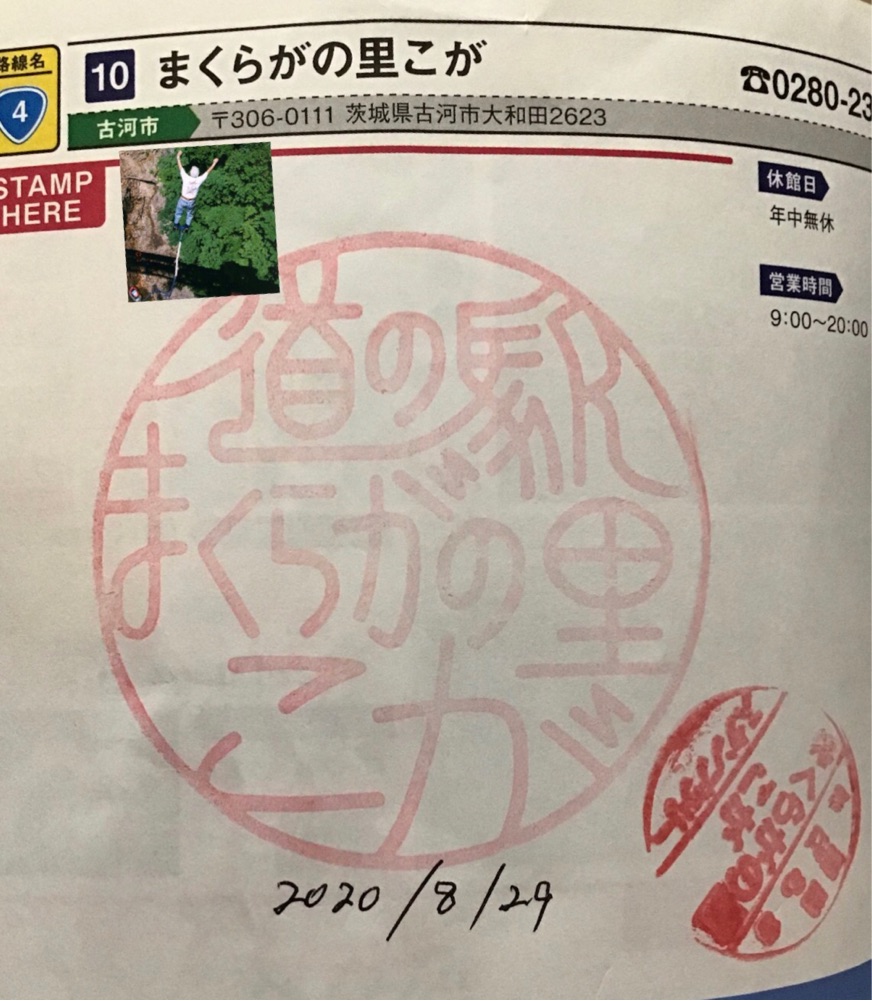 路線名
4
10 まくらがの里こが
☎0280-23
古河市
〒306-0111 茨城県古河市大和田2623
STAMP
HERE
休館日
年中無休
営業時間
9:00～20:00
道の駅
まくらがの里
こが
2020/8/29